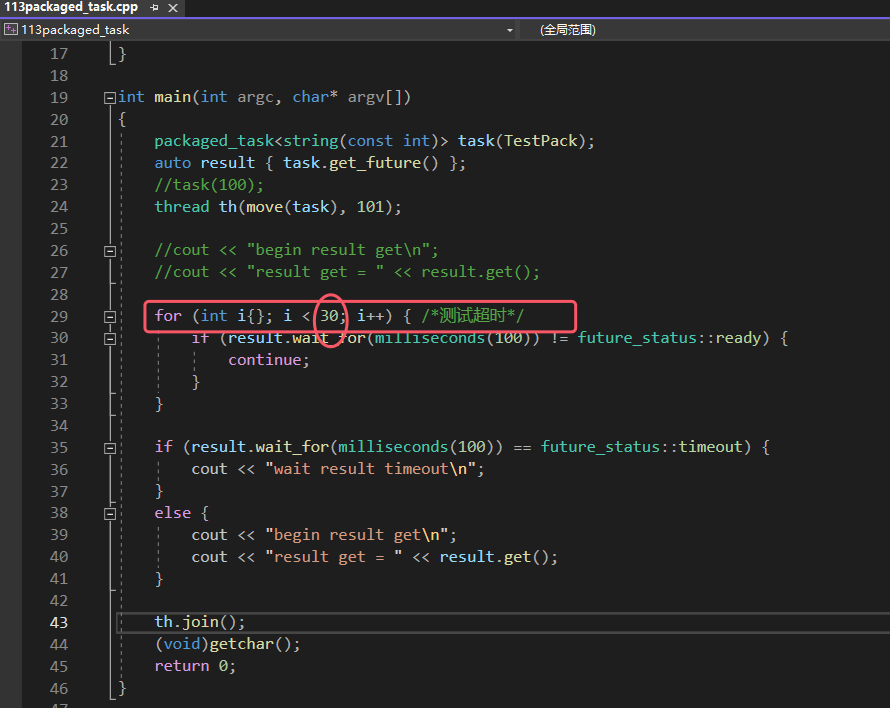 113packaged_task.cpp
113packaged_task (全局范围)
17 }
18
19 int main(int argc, char* argv[])
20 {
21 packaged_task<string(const int)> task(TestPack);
22 auto result { task.get_future() };
23 //task(100);
24 thread th(move(task), 101);
25
26 //cout << "begin result get\n";
27 //cout << "result get = " << result.get();
28
29 for (int i{}; i < 30; i++) { /*测试超时*/
30 if (result.wait_for(milliseconds(100)) != future_status::ready) {
31 continue;
32 }
33 }
34
35 if (result.wait_for(milliseconds(100)) == future_status::timeout) {
36 cout << "wait result timeout\n";
37 }
38 else {
39 cout << "begin result get\n";
40 cout << "result get = " << result.get();
41 }
42
43 th.join();
44 (void)getchar();
45 return 0;
46 }